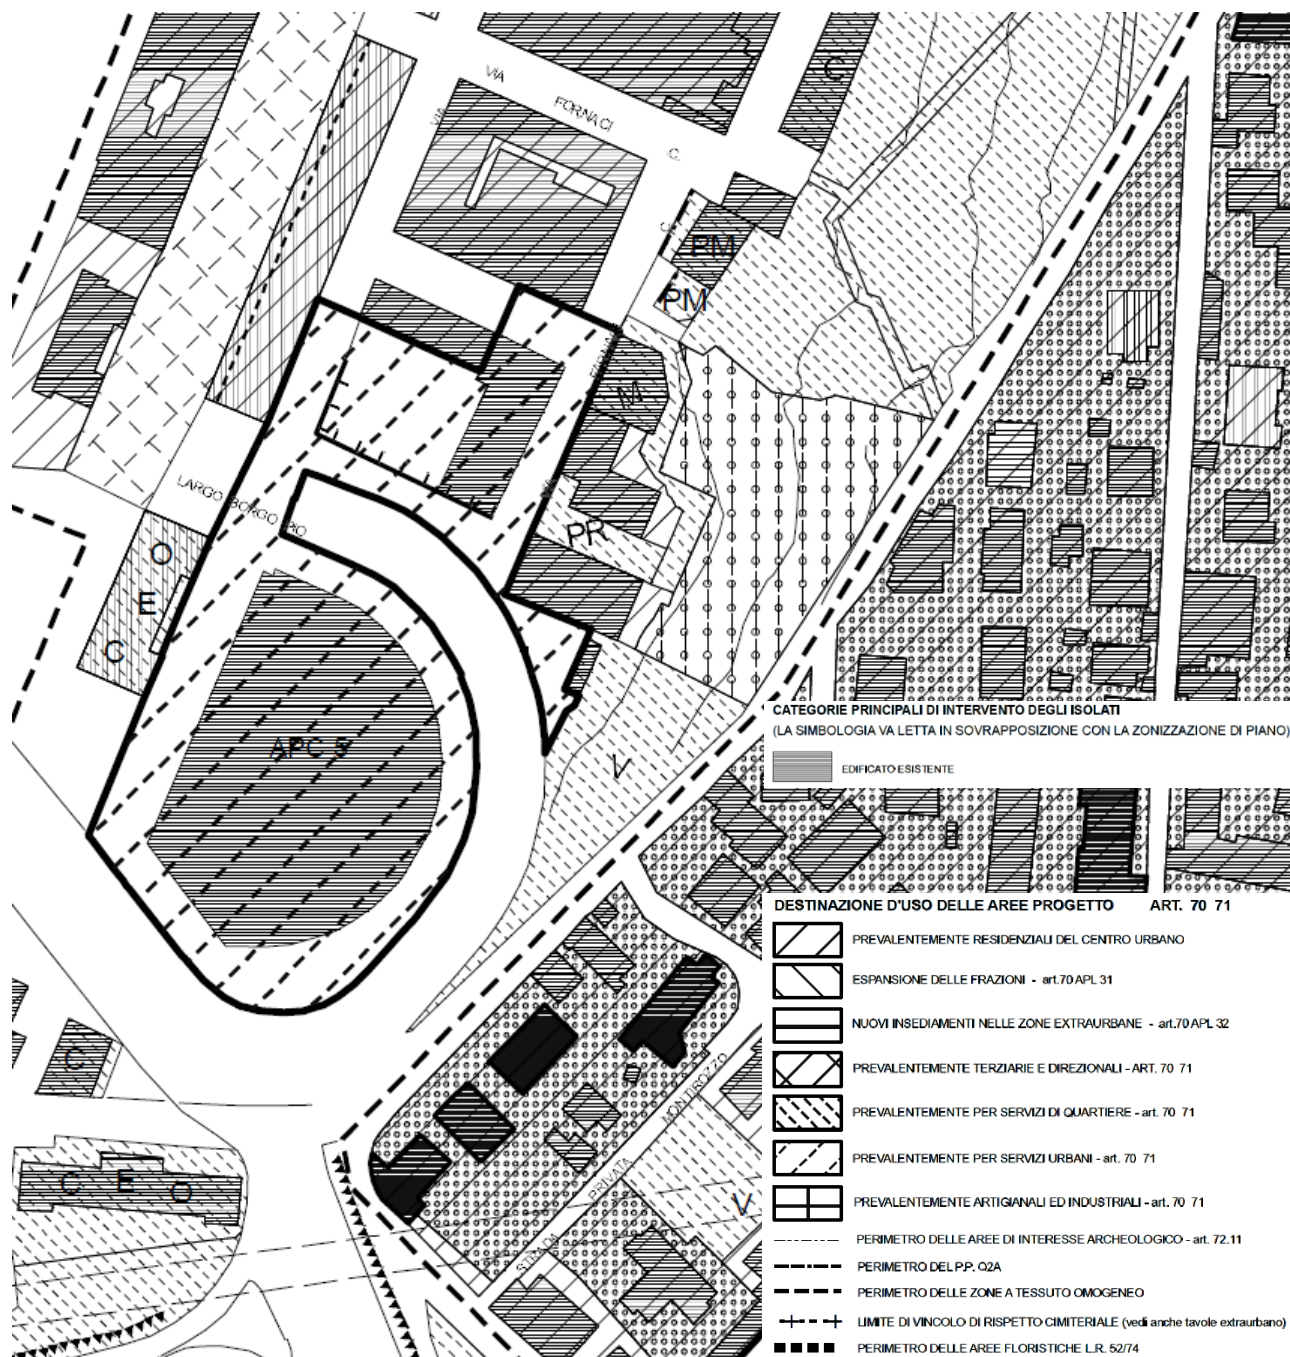 VIA
FORNACI
C.
C
PM
PM
M
LARGO BORGO PIO
PR
O
E
C
APC 5
V
CATEGORIE PRINCIPALI DI INTERVENTO DEGLI ISOLATI
(LA SIMBOLOGIA VA LETTA IN SOVRAPPOSIZIONE CON LA ZONIZZAZIONE DI PIANO)
EDIFICATO ESISTENTE
DESTINAZIONE D'USO DELLE AREE PROGETTO ART. 70 71
PREVALENTEMENTE RESIDENZIALI DEL CENTRO URBANO
ESPANSIONE DELLE FRAZIONI - art.70 APL 31
NUOVI INSEDIAMENTI NELLE ZONE EXTRAURBANE - art.70 APL 32
PREVALENTEMENTE TERZIARIE E DIREZIONALI - ART. 70 71
PREVALENTEMENTE PER SERVIZI DI QUARTIERE - art. 70 71
PREVALENTEMENTE PER SERVIZI URBANI - art. 70 71
PREVALENTEMENTE ARTIGIANALI ED INDUSTRIALI - art. 70 71
PERIMETRO DELLE AREE DI INTERESSE ARCHEOLOGICO - art. 72.11
PERIMETRO DEL P.P. Q2A
PERIMETRO DELLE ZONE A TESSUTO OMOGENEO
LIMITE DI VINCOLO DI RISPETTO CIMITERIALE (vedi anche tavole extraurbano)
PERIMETRO DELLE AREE FLORISTICHE L.R. 52/74
C
C E O
STRADA PRIVATA MONTIROZZO
V